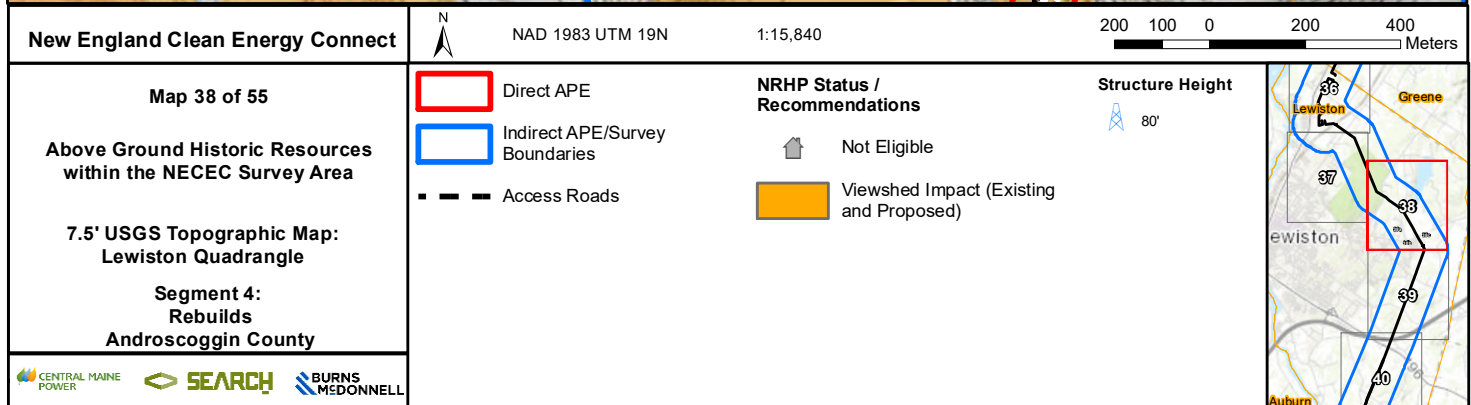 New England Clean Energy Connect
N
NAD 1983 UTM 19N
1:15,840
200 100 0 200 400
Meters
Map 38 of 55
Above Ground Historic Resources
within the NECEC Survey Area
7.5' USGS Topographic Map:
Lewiston Quadrangle
Segment 4:
Rebuilds
Androscoggin County
CENTRAL MAINE
POWER
SEARCH
BURNS
McDONNELL
Direct APE
Indirect APE/Survey
Boundaries
Access Roads
NRHP Status /
Recommendations
Not Eligible
Viewshed Impact (Existing
and Proposed)
Structure Height
80'
36
Lewiston
Greene
37
38
ewiston
39
196
40
Auburn